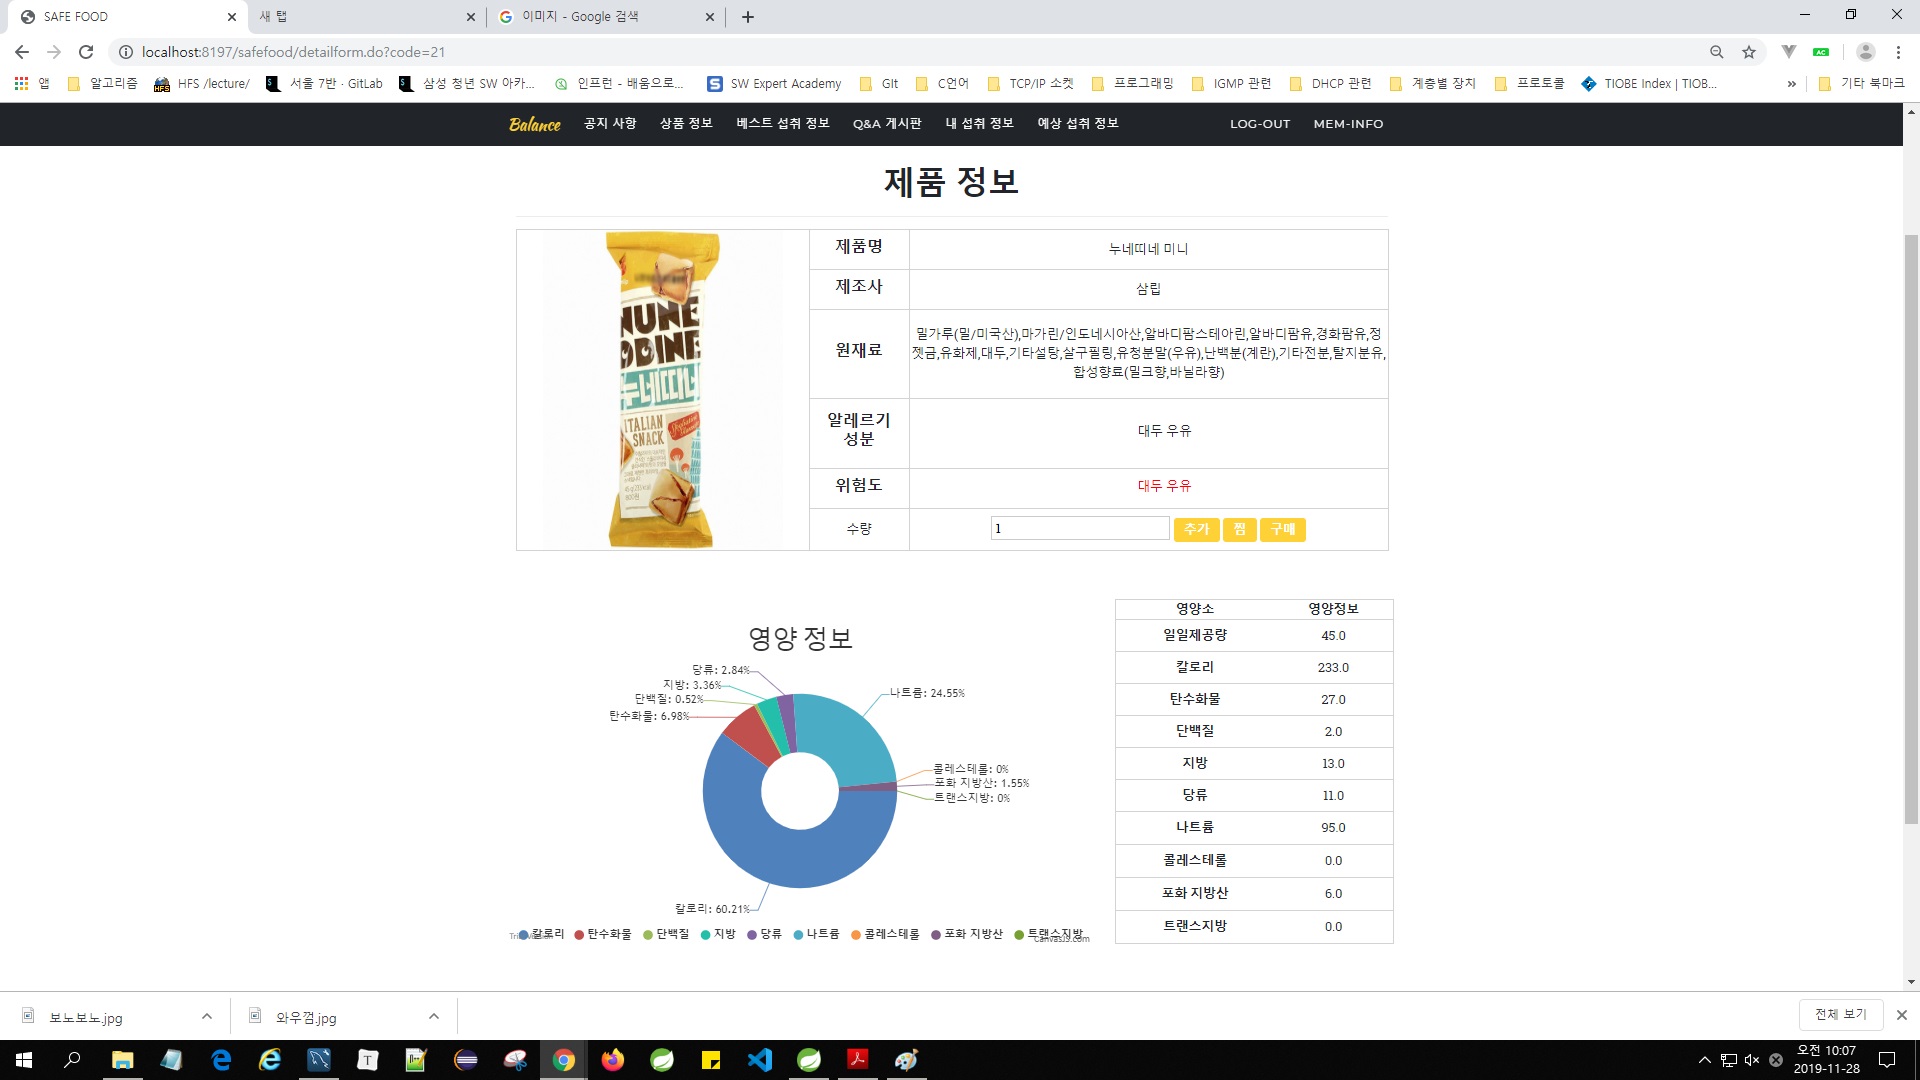 SAFE FOOD
새 탭
이미지 - Google 검색
localhost:8197/safefood/detailform.do?code=21
앱
알고리즘
HFS /lecture/
서울 7반 · GitLab
삼성 청년 SW 아카...
인프런 - 배움으로...
SW Expert Academy
GIt
C언어
TCP/IP 소켓
프로그래밍
IGMP 관련
DHCP 관련
계층별 장치
프로토콜
TIOBE Index | TIOB...
»
기타 북마크
Balance
공지 사항
상품 정보
베스트 섭취 정보
Q&A 게시판
내 섭취 정보
예상 섭취 정보
LOG-OUT
MEM-INFO
제품 정보
NUNE
DDINE
누네띠네
ITALIAN
SNACK
제품명
누네띠네 미니
제조사
삼립
원재료
밀가루(밀/미국산),마가린/인도네시아산,알바디팜스테아린,알바디팜유,경화팜유,정
젯금,유화제,대두,기타설탕,살구필링,유청분말(우유),난백분(계란),기타전분,탈지분유,
합성향료(밀크향,바닐라향)
알레르기
성분
대두 우유
위험도
대두 우유
수량
1
추가
찜
구매
영양 정보
당류: 2.84%
지방: 3.36%
단백질: 0.52%
탄수화물: 6.98%
나트륨: 24.55%
콜레스테롤: 0%
포화 지방산: 1.55%
트랜스지방: 0%
칼로리: 60.21%
칼로리
탄수화물
단백질
지방
당류
나트륨
콜레스테롤
포화 지방산
트랜스지방
CanvasJS.com
영양소 영양정보
일일제공량 45.0
칼로리 233.0
탄수화물 27.0
단백질 2.0
지방 13.0
당류 11.0
나트륨 95.0
콜레스테롤 0.0
포화 지방산 6.0
트랜스지방 0.0
보노보노.jpg
와우껌.jpg
전체 보기
오전 10:07
2019-11-28